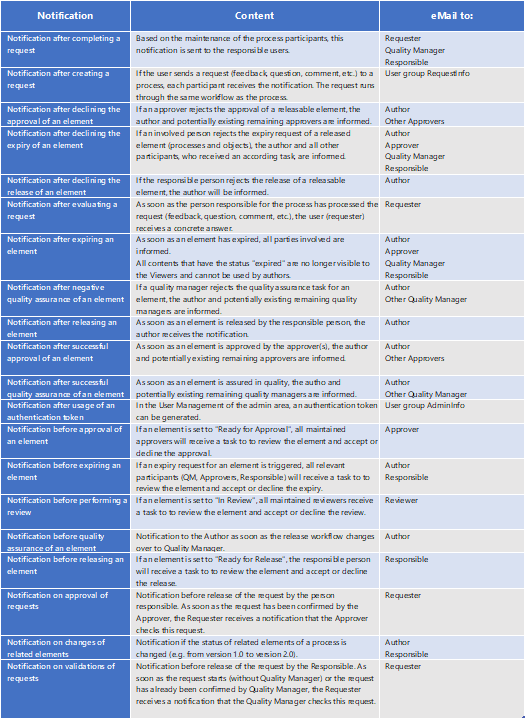 Notification Content eMail to:
Notification after completing a Based on the maintenance of the process participants, this Requester
request notification is sent to the responsible users. Quality Manager
Responsible
Notification after creating a If the user sends a request (feedback, question, comment, etc.) to a User group RequestInfo
request process, each participant receives the notification. The request runs
through the same workflow as the process.
Notification after declining the If an approver rejects the approval of a releasable element, the Author
approval of an element author and potentially existing remaining approvers are informed. Other Approvers
Notification after declining the If an involved person rejects the expiry request of a released Author
expiry of an element element (processes and objects), the author and all other Approver
participants, who received an according task, are informed. Quality Manager
Responsible
Notification after declining the If the responsible person rejects the release of a releasable Author
release of an element element, the author will be informed.
Notification after evaluating a As soon as the person responsible for the process has processed the Requester
request request (feedback, question, comment, etc.), the user (requester)
receives a concrete answer.
Notification after expiring an As soon as an element has expired, all parties involved are Author
element informed. Approver
All contents that have the status "expired" are no longer visible to Quality Manager
the Viewers and cannot be used by authors. Responsible
Notification after negative If a quality manager rejects the quality assurance task for an Author
quality assurance of an element element, the author and potentially existing remaining quality Other Quality Manager
managers are informed.
Notification after releasing an As soon as an element is released by the responsible person, the Author
element author receives the notification.
Notification after successful As soon as an element is approved by the approver(s), the author Author
approval of an element and potentially existing remaining approvers are informed. Other Approvers
Notification after successful As soon as an element is assured in quality, the autho and Author
quality assurance of an element potentially existing remaining quality managers are informed. Other Quality Manager
Notification after usage of an In the User Management of the admin area, an authentication token User group AdminInfo
authentication token can be generated.
Notification before approval of If an element is set to "Ready for Approval", all maintained Approver
an element approvers will receive a task to to review the element and accept or
decline the approval.
Notification before expiring an If an expiry request for an element is triggered, all relevant Author
element participants (QM, Approvers, Responsible) will receive a task to to Responsible
review the element and accept or decline the expiry.
Notification before performing a If an element is set to "In Review", all maintained reviewers receive Reviewer
review a task to to review the element and accept or decline the review.
Notification before quality Notification to the Author as soon as the release workflow changes Author
assurance of an element over to Quality Manager.
Notification before releasing an If an element is set to "Ready for Release", the responsible person Responsible
element will receive a task to to review the element and accept or decline
the release.
Notification on approval of Notification before release of the request by the person Requester
requests responsible. As soon as the request has been confirmed by the
Approver, the Requester receives a notification that the Approver
checks this request.
Notification on changes of Notification if the status of related elements of a process is Author
related elements changed (e.g. from version 1.0 to version 2.0). Responsible
Notification on validations of Notification before release of the request by the Responsible. As Requester
requests soon as the request starts (without Quality Manager) or the request
has already been confirmed by Quality Manager, the Requester
receives a notification that the Quality Manager checks this request.